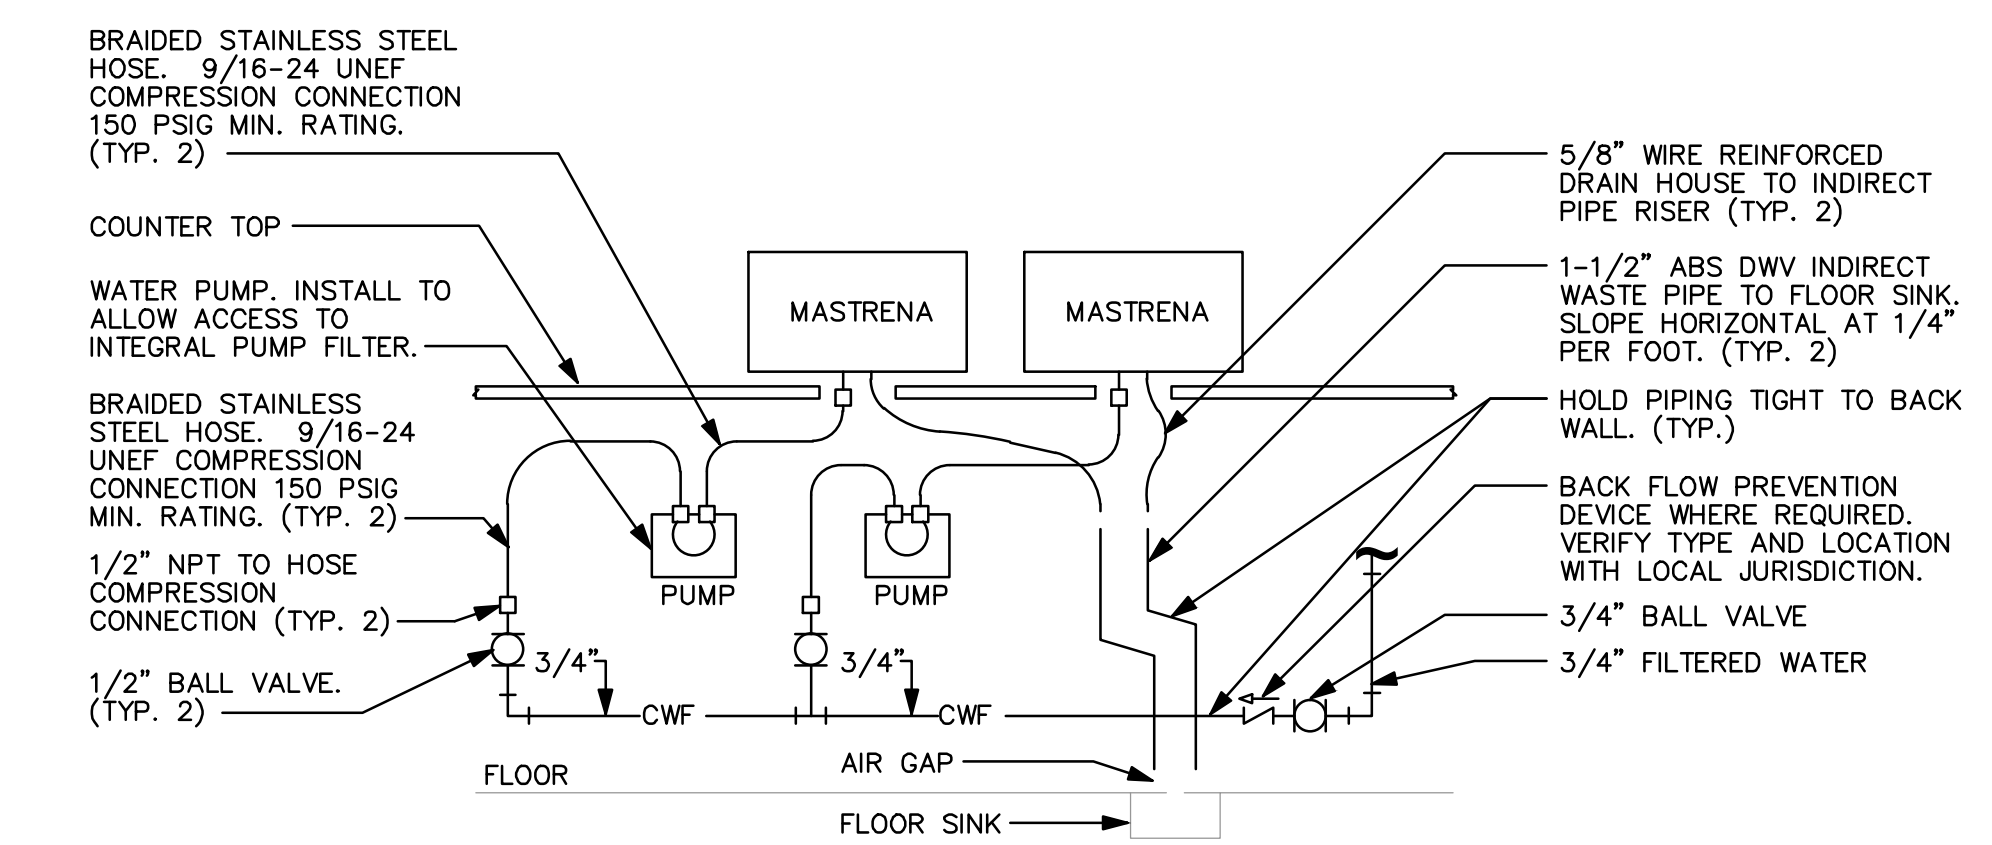 BRAIDED STAINLESS STEEL
HOSE. 9/16-24 UNEF
COMPRESSION CONNECTION
150 PSIG MIN. RATING.
(TYP. 2)
COUNTER TOP
WATER PUMP. INSTALL TO
ALLOW ACCESS TO
INTEGRAL PUMP FILTER.
BRAIDED STAINLESS
STEEL HOSE. 9/16-24
UNEF COMPRESSION
CONNECTION 150 PSIG
MIN. RATING. (TYP. 2)
1/2" NPT TO HOSE
COMPRESSION
CONNECTION (TYP. 2)
1/2" BALL VALVE.
(TYP. 2)
MASTRENA
MASTRENA
PUMP
PUMP
3/4"
3/4"
CWF
CWF
AIR GAP
FLOOR
FLOOR SINK
5/8" WIRE REINFORCED
DRAIN HOUSE TO INDIRECT
PIPE RISER (TYP. 2)
1-1/2" ABS DWV INDIRECT
WASTE PIPE TO FLOOR SINK.
SLOPE HORIZONTAL AT 1/4"
PER FOOT. (TYP. 2)
HOLD PIPING TIGHT TO BACK
WALL. (TYP.)
BACK FLOW PREVENTION
DEVICE WHERE REQUIRED.
VERIFY TYPE AND LOCATION
WITH LOCAL JURISDICTION.
3/4" BALL VALVE
3/4" FILTERED WATER